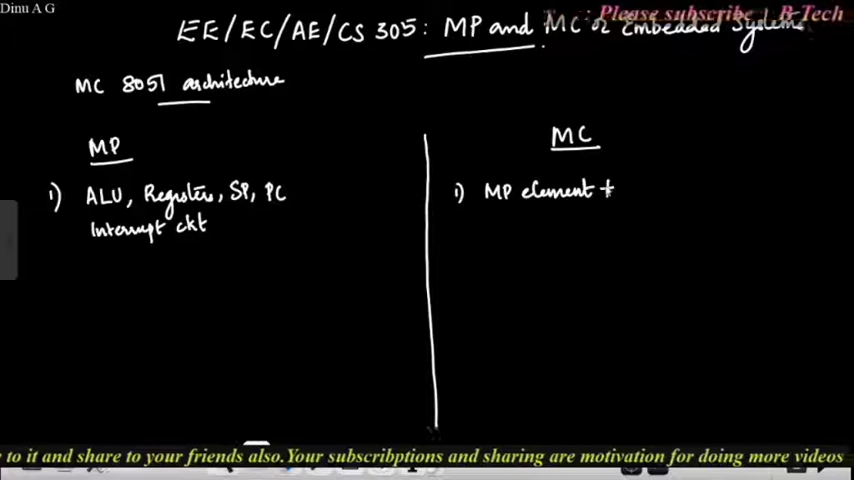 Dinu A G
Please subscribe B-Tech
EE/EC/AE/CS 305: MP and MC or Embedded Systems
MC 8051 architecture
MP
1) ALU, Registers, SP, PC
Interrupt ckt
MC
1) MP element +
to it and share to your friends also.Your subscribptions and sharing are motivation for doing more videos